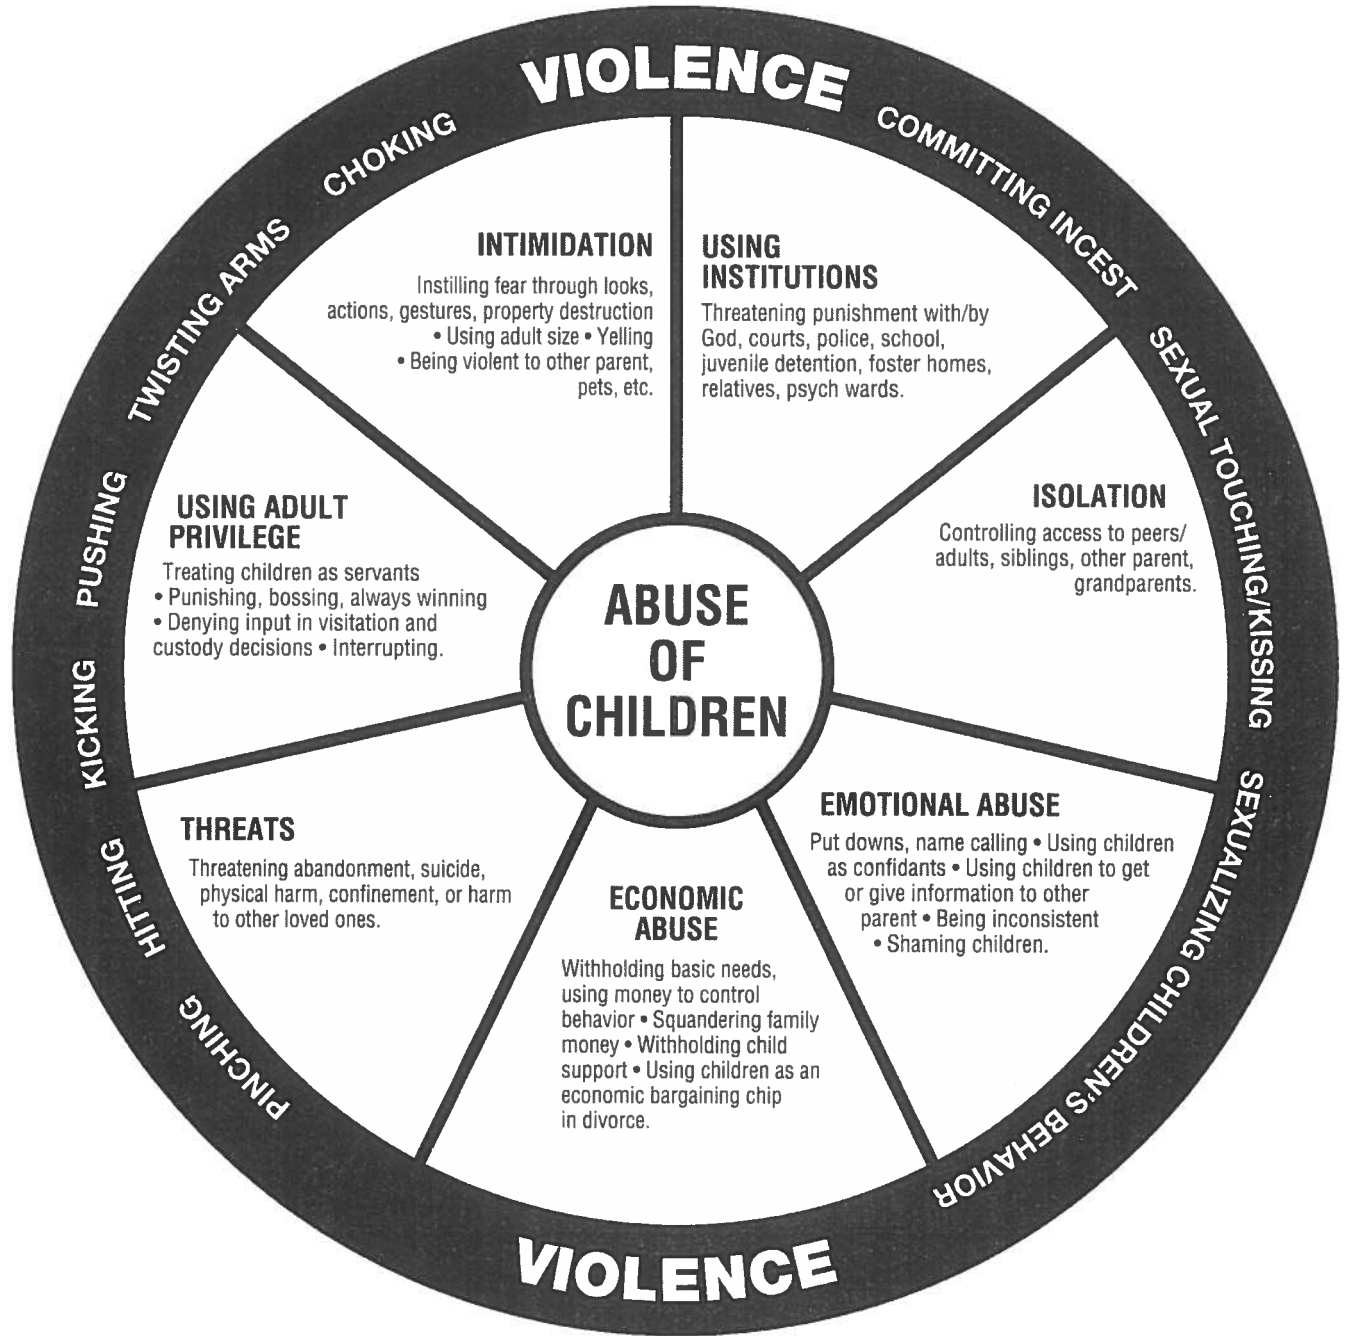 VIOLENCE
COMMITTING INCEST
SEXUAL TOUCHING/KISSING
SEXUALIZING CHILDREN'S BEHAVIOR
VIOLENCE
PINCHING
HITTING
KICKING
PUSHING
TWISTING ARMS
CHOKING
INTIMIDATION
Instilling fear through looks,
actions, gestures, property destruction
• Using adult size • Yelling
• Being violent to other parent,
pets, etc.
USING
INSTITUTIONS
Threatening punishment with/by
God, courts, police, school,
juvenile detention, foster homes,
relatives, psych wards.
ISOLATION
Controlling access to peers/
adults, siblings, other parent,
grandparents.
EMOTIONAL ABUSE
Put downs, name calling • Using children
as confidants • Using children to get
or give information to other
parent • Being inconsistent
• Shaming children.
ECONOMIC
ABUSE
Withholding basic needs,
using money to control
behavior • Squandering family
money • Withholding child
support • Using children as an
economic bargaining chip
in divorce.
THREATS
Threatening abandonment, suicide,
physical harm, confinement, or harm
to other loved ones.
USING ADULT
PRIVILEGE
Treating children as servants
• Punishing, bossing, always winning
• Denying input in visitation and
custody decisions • Interrupting.
ABUSE
OF
CHILDREN